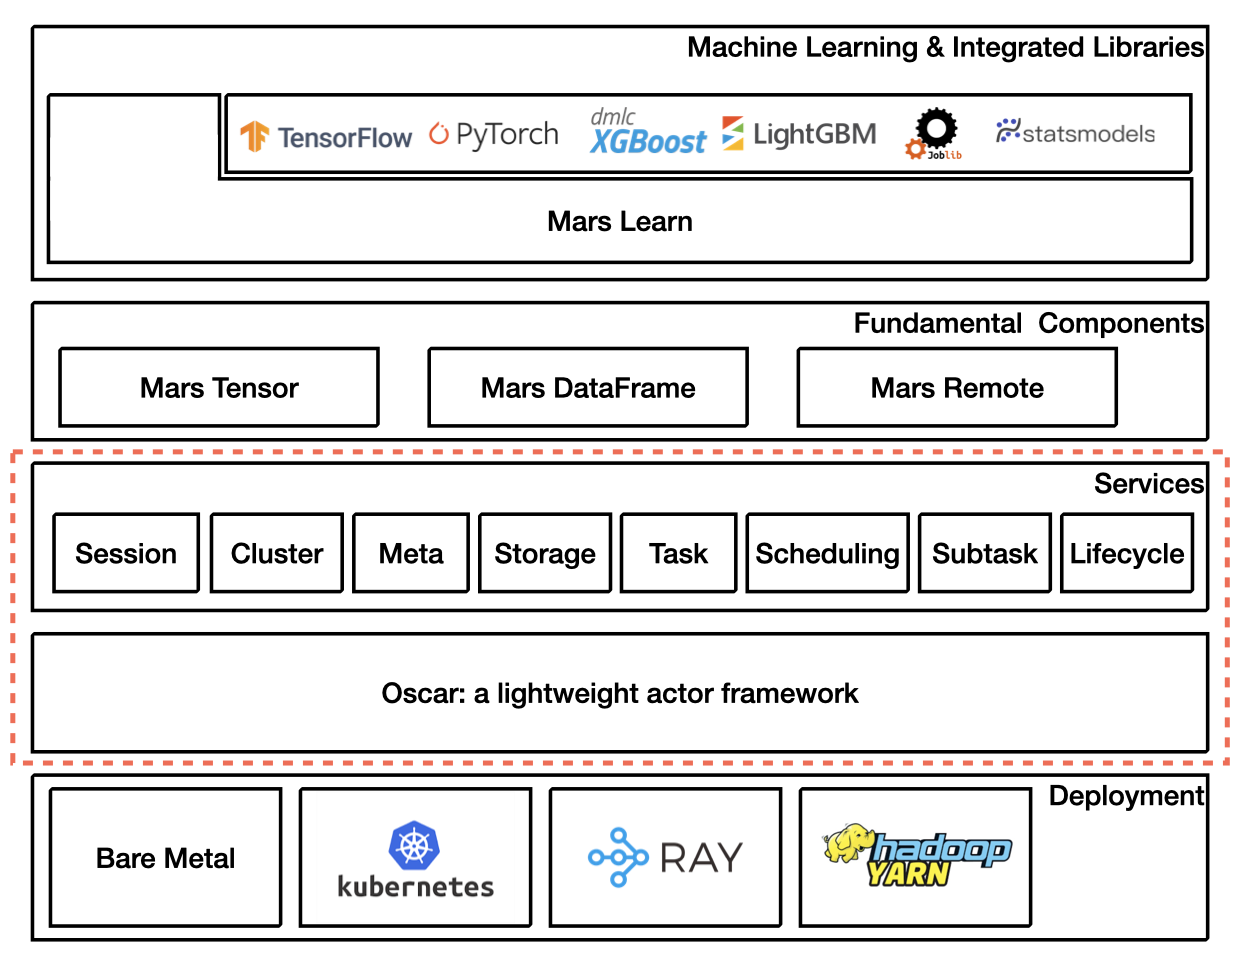 Machine Learning & Integrated Libraries
TensorFlow PyTorch dmlc XGBoost LightGBM Joblib statsmodels
Mars Learn
Fundamental Components
Mars Tensor Mars DataFrame Mars Remote
Services
Session Cluster Meta Storage Task Scheduling Subtask Lifecycle
Oscar: a lightweight actor framework
Deployment
Bare Metal kubernetes RAY hadoop YARN